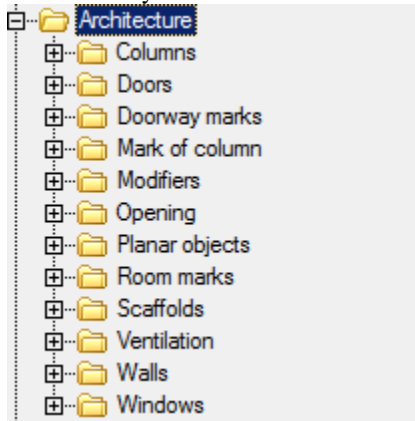 Architecture
Columns
Doors
Doorway marks
Mark of column
Modifiers
Opening
Planar objects
Room marks
Scaffolds
Ventilation
Walls
Windows